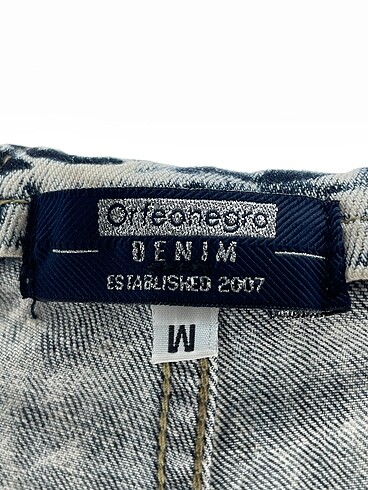 Orfeonegro
DENIM
ESTABLISHED 2007
M